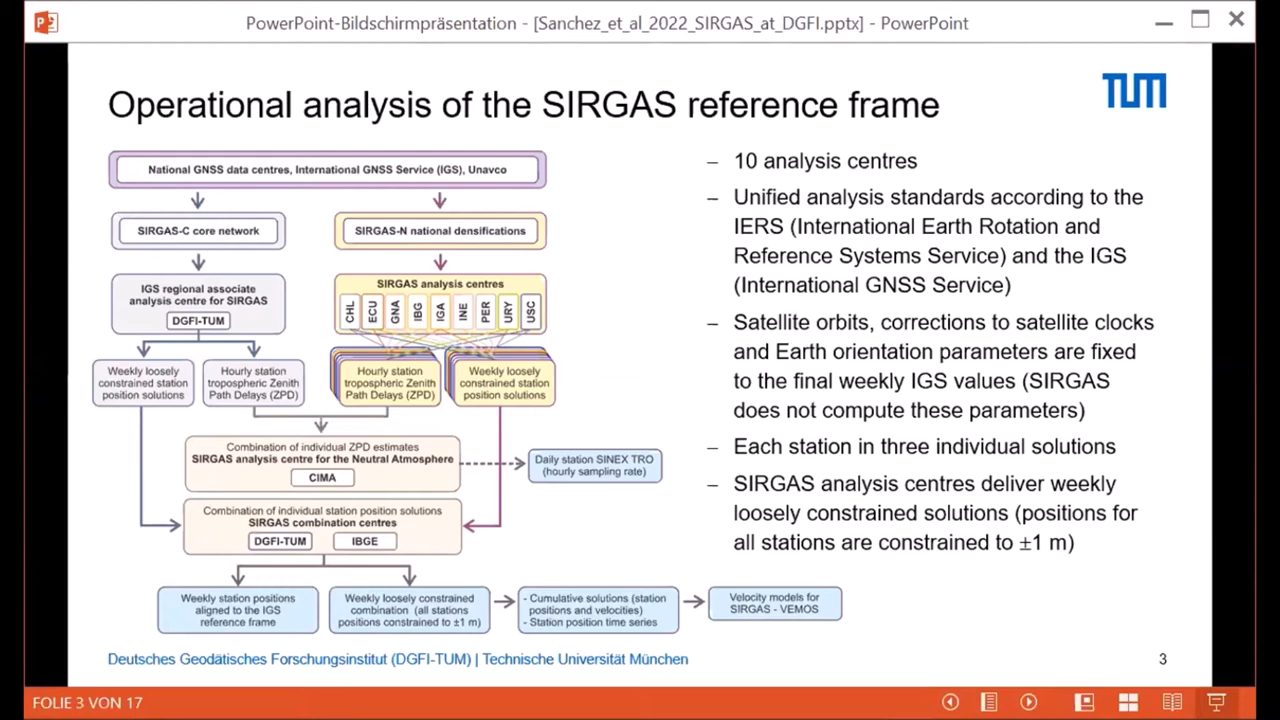 PowerPoint-Bildschirmpräsentation - [Sanchez_et_al_2022_SIRGAS_at_DGFI.pptx] - PowerPoint
TUM
Operational analysis of the SIRGAS reference frame
National GNSS data centres, International GNSS Service (IGS), Unavco
SIRGAS-C core network
SIRGAS-N national densifications
IGS regional associate
analysis centre for SIRGAS
DGFI-TUM
SIRGAS analysis centres
CHL ECU GNA IBG IGA INE PER URY USC
Weekly loosely
constrained station
position solutions
Hourly station
tropospheric Zenith
Path Delays (ZPD)
Hourly station
tropospheric Zenith
Path Delays (ZPD)
Weekly loosely
constrained station
position solutions
Combination of individual ZPD estimates
SIRGAS analysis centre for the Neutral Atmosphere
CIMA
Daily station SINEX TRO
(hourly sampling rate)
Combination of individual station position solutions
SIRGAS combination centres
DGFI-TUM IBGE
Weekly station positions
aligned to the IGS
reference frame
Weekly loosely constrained
combination (all stations
positions constrained to ±1 m)
- Cumulative solutions (station
positions and velocities)
- Station position time series
Velocity models for
SIRGAS - VEMOS
– 10 analysis centres
– Unified analysis standards according to the
IERS (International Earth Rotation and
Reference Systems Service) and the IGS
(International GNSS Service)
– Satellite orbits, corrections to satellite clocks
and Earth orientation parameters are fixed
to the final weekly IGS values (SIRGAS
does not compute these parameters)
– Each station in three individual solutions
– SIRGAS analysis centres deliver weekly
loosely constrained solutions (positions for
all stations are constrained to ±1 m)
Deutsches Geodätisches Forschungsinstitut (DGFI-TUM) | Technische Universität München
3
FOLIE 3 VON 17